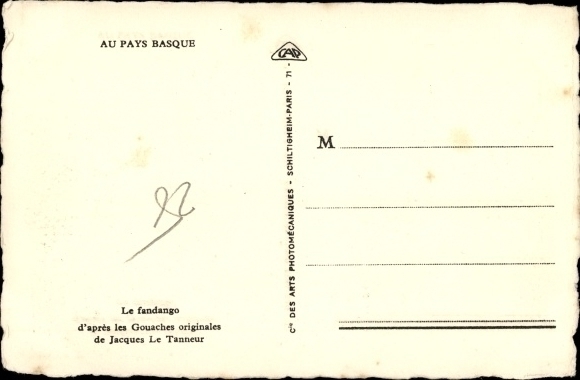 AU PAYS BASQUE
CAP
Cie DES ARTS PHOTOMÉCANIQUES - SCHILTIGHEIM-PARIS - 71 -
M
Le fandango
d'après les Gouaches originales
de Jacques Le Tanneur